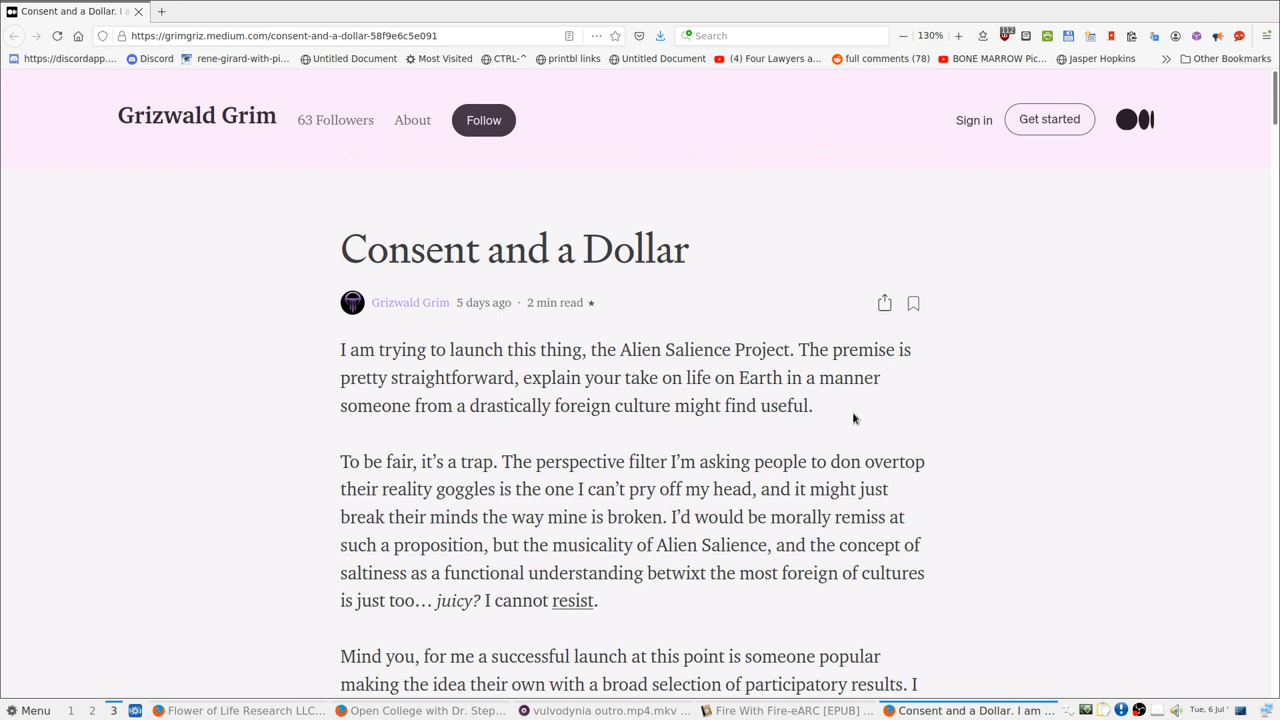 Consent and a Dollar. I a
https://grimgriz.medium.com/consent-and-a-dollar-58f9e6c5e091
Search
130%
112
https://discordapp....
Discord
rene-girard-with-pi...
Untitled Document
Most Visited
CTRL-^
printbl links
Untitled Document
(4) Four Lawyers a...
full comments (78)
BONE MARROW Pic...
Jasper Hopkins
Other Bookmarks
Grizwald Grim
63 Followers
About
Follow
Sign in
Get started
Consent and a Dollar
Grizwald Grim 5 days ago · 2 min read ★
I am trying to launch this thing, the Alien Salience Project. The premise is
pretty straightforward, explain your take on life on Earth in a manner
someone from a drastically foreign culture might find useful.
To be fair, it’s a trap. The perspective filter I’m asking people to don overtop
their reality goggles is the one I can’t pry off my head, and it might just
break their minds the way mine is broken. I’d would be morally remiss at
such a proposition, but the musicality of Alien Salience, and the concept of
saltiness as a functional understanding betwixt the most foreign of cultures
is just too… juicy? I cannot resist.
Mind you, for me a successful launch at this point is someone popular
making the idea their own with a broad selection of participatory results. I
Menu
1
2
3
Flower of Life Research LLC...
Open College with Dr. Step...
vulvodynia outro.mp4.mkv ...
Fire With Fire-eARC [EPUB] ...
Consent and a Dollar. I am ...
Tue, 6 Jul